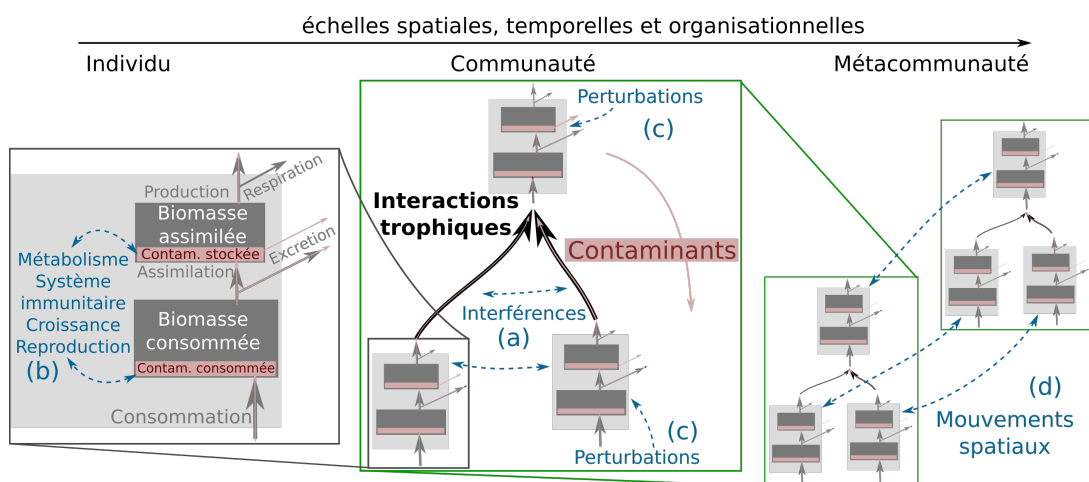 échelles spatiales, temporelles et organisationnelles
Individu
Communauté
Métacommunauté
Production
Respiration
Biomasse
assimilée
Contam. stockée
Excretion
Assimilation
Métabolisme
Système
immunitaire
Croissance
Reproduction
(b)
Biomasse
consommée
Contam. consommée
Consommation
Perturbations
(c)
Interactions
trophiques
Contaminants
Interférences
(a)
(c)
Perturbations
(d)
Mouvements
spatiaux